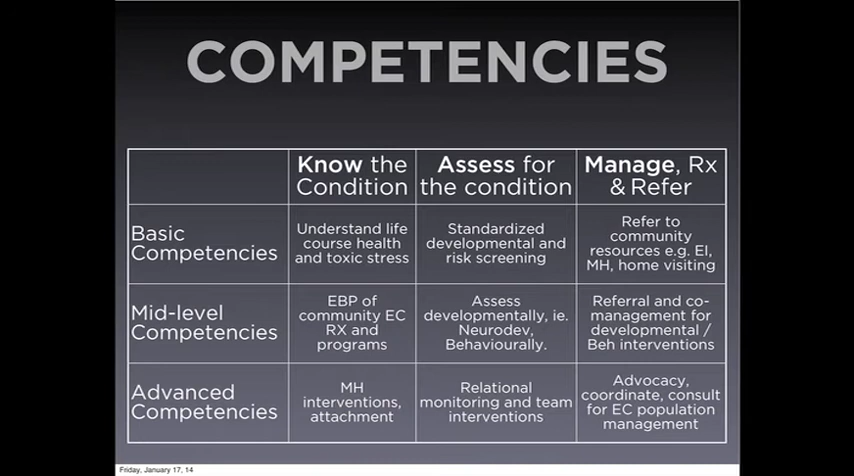 COMPETENCIES
Know the
Condition
Assess for
the condition
Manage, Rx
& Refer
Basic
Competencies
Understand life
course health
and toxic stress
Standardized
developmental and
risk screening
Refer to
community
resources e.g. EI,
MH, home visiting
Mid-level
Competencies
EBP of
community EC
RX and
programs
Assess
developmentally, ie.
Neurodev,
Behaviourally.
Referral and co-
management for
developmental /
Beh interventions
Advanced
Competencies
MH
interventions,
attachment
Relational
monitoring and team
interventions
Advocacy,
coordinate, consult
for EC population
management
Friday, January 17, 14